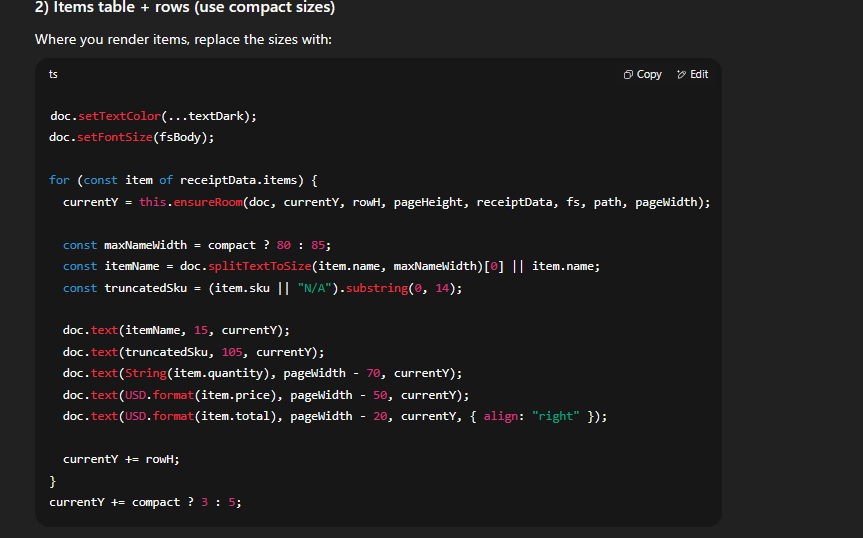 2) Items table + rows (use compact sizes)
Where you render items, replace the sizes with:
ts
Copy
Edit
doc.setTextColor(...textDark);
doc.setFontSize(fsBody);
for (const item of receiptData.items) {
currentY = this.ensureRoom(doc, currentY, rowH, pageHeight, receiptData, fs, path, pageWidth);
const maxNameWidth = compact ? 80 : 85;
const itemName = doc.splitTextToSize(item.name, maxNameWidth)[0] || item.name;
const truncatedSku = (item.sku || "N/A").substring(0, 14);
doc.text(itemName, 15, currentY);
doc.text(truncatedSku, 105, currentY);
doc.text(String(item.quantity), pageWidth - 70, currentY);
doc.text(USD.format(item.price), pageWidth - 50, currentY);
doc.text(USD.format(item.total), pageWidth - 20, currentY, { align: "right" });
currentY += rowH;
}
currentY += compact ? 3 : 5;